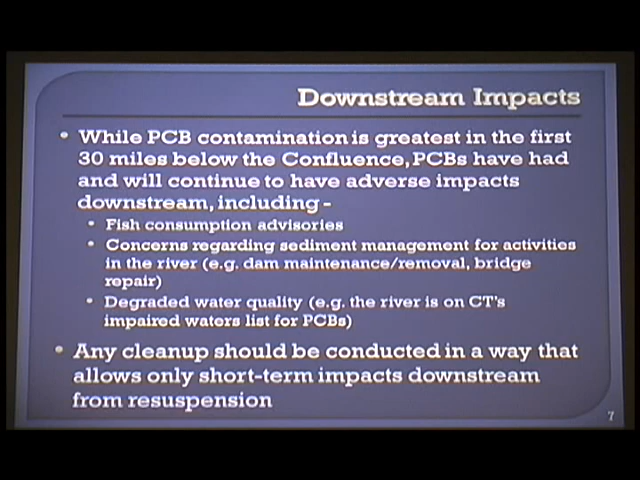 Downstream Impacts
• While PCB contamination is greatest in the first
30 miles below the Confluence, PCBs have had
and will continue to have adverse impacts
downstream, including -
• Fish consumption advisories
• Concerns regarding sediment management for activities
in the river (e.g. dam maintenance/removal, bridge
repair)
• Degraded water quality (e.g. the river is on CT's
impaired waters list for PCBs)
• Any cleanup should be conducted in a way that
allows only short-term impacts downstream
from resuspension
7